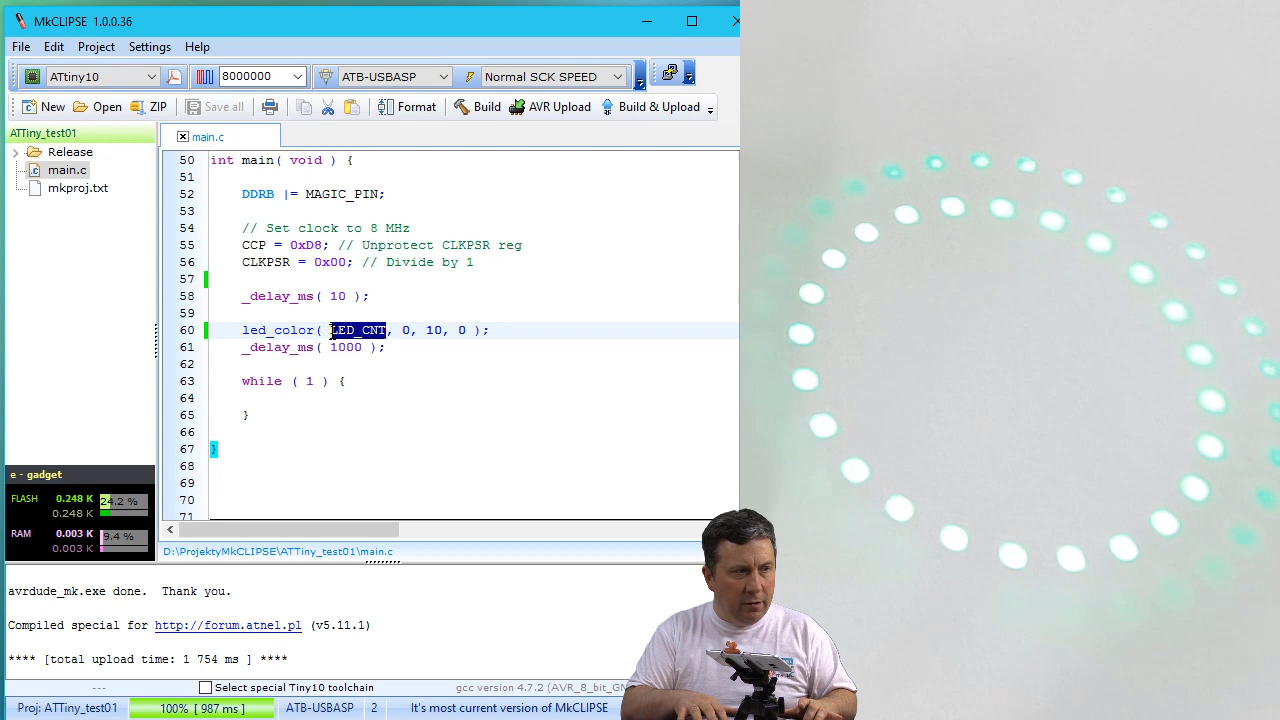 MkCLIPSE 1.0.0.36
File Edit Project Settings Help
ATtiny10 8000000 ATB-USBASP Normal SCK SPEED
New Open ZIP Save all Format Build AVR Upload Build & Upload
ATTiny_test01
Release
main.c
mkproj.txt
main.c
50 int main( void ) {
51
52 DDRB |= MAGIC_PIN;
53
54 // Set clock to 8 MHz
55 CCP = 0xD8; // Unprotect CLKPSR reg
56 CLKPSR = 0x00; // Divide by 1
57
58 _delay_ms( 10 );
59
60 led_color( LED_CNT, 0, 10, 0 );
61 _delay_ms( 1000 );
62
63 while ( 1 ) {
64
65 }
66
67 }
68
69
70
71
e - gadget
FLASH 0.248 K 24.2 %
0.248 K
RAM 0.003 K 9.4 %
0.003 K
D:\ProjektyMkCLIPSE\ATTiny_test01\main.c
avrdude_mk.exe done. Thank you.
Compiled special for http://forum.atnel.pl (v5.11.1)
** [total upload time: 1 754 ms ] ****
--- Select special Tiny10 toolchain gcc version 4.7.2 (AVR_8_bit_GN
Proj: ATTiny_test01 100% [ 987 ms ] ATB-USBASP 2 It's most current version of MkCLIPSE